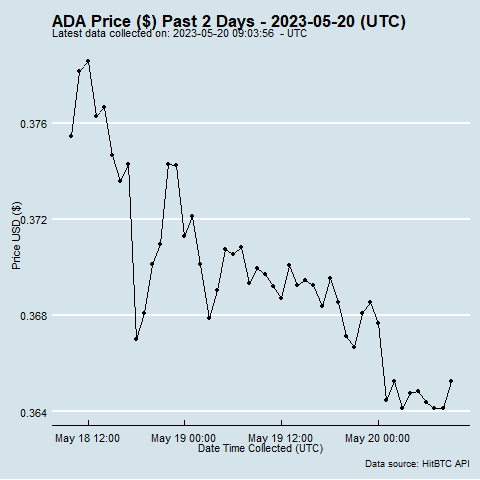 ADA Price ($) Past 2 Days - 2023-05-20 (UTC)
Latest data collected on: 2023-05-20 09:03:56  - UTC
0.376
0.372
0.368
0.364
Price USD ($)
May 18 12:00
May 19 00:00
May 19 12:00
May 20 00:00
Date Time Collected (UTC)
Data source: HitBTC API